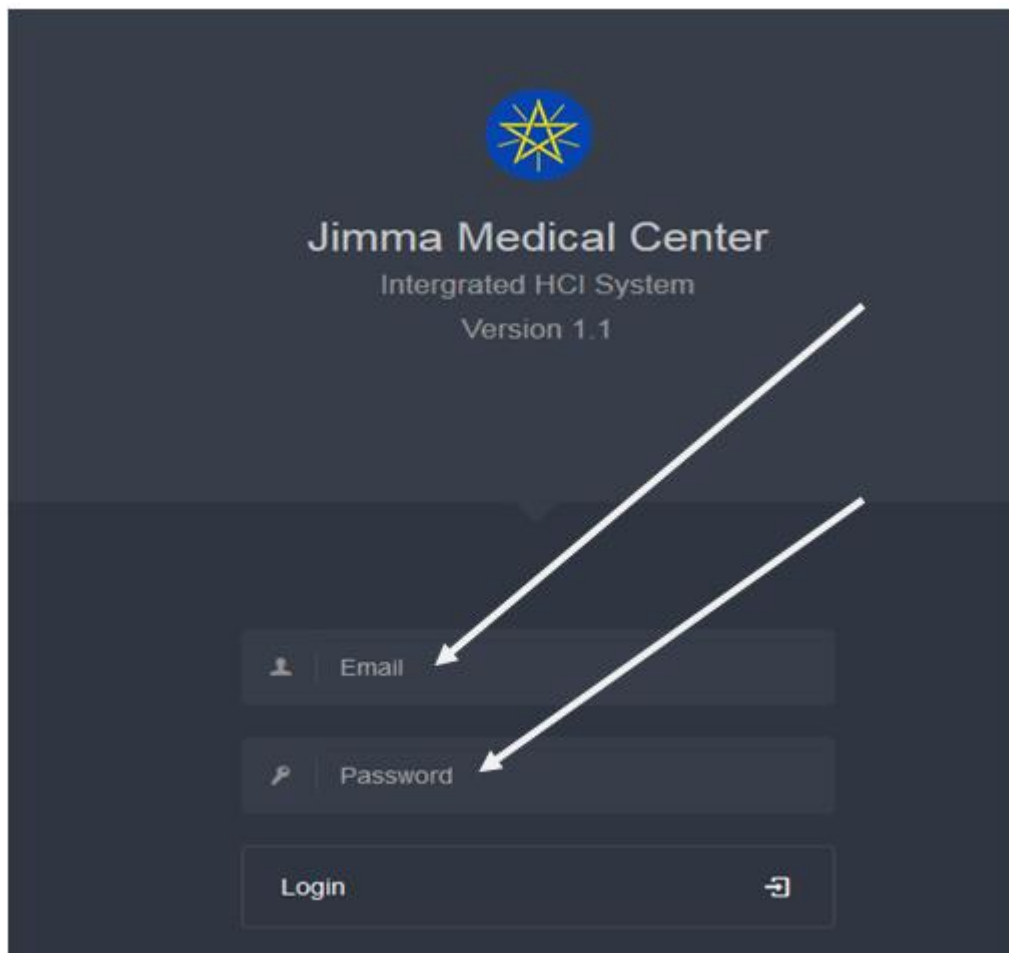 Jimma Medical Center
Intergrated HCI System
Version 1.1
Email
Password
Login